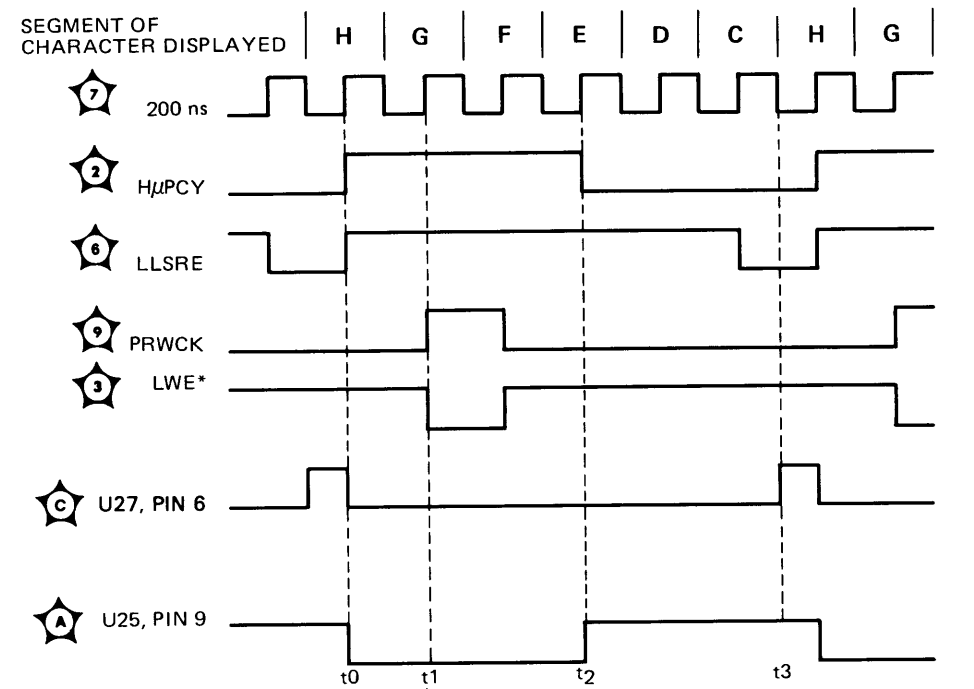 SEGMENT OF
CHARACTER DISPLAYED
H G F E D C H G
7
200 ns
2
HμPCY
6
LLSRE
9
PRWCK
3
LWE*
C
U27, PIN 6
A
U25, PIN 9
t0 t1 t2 t3